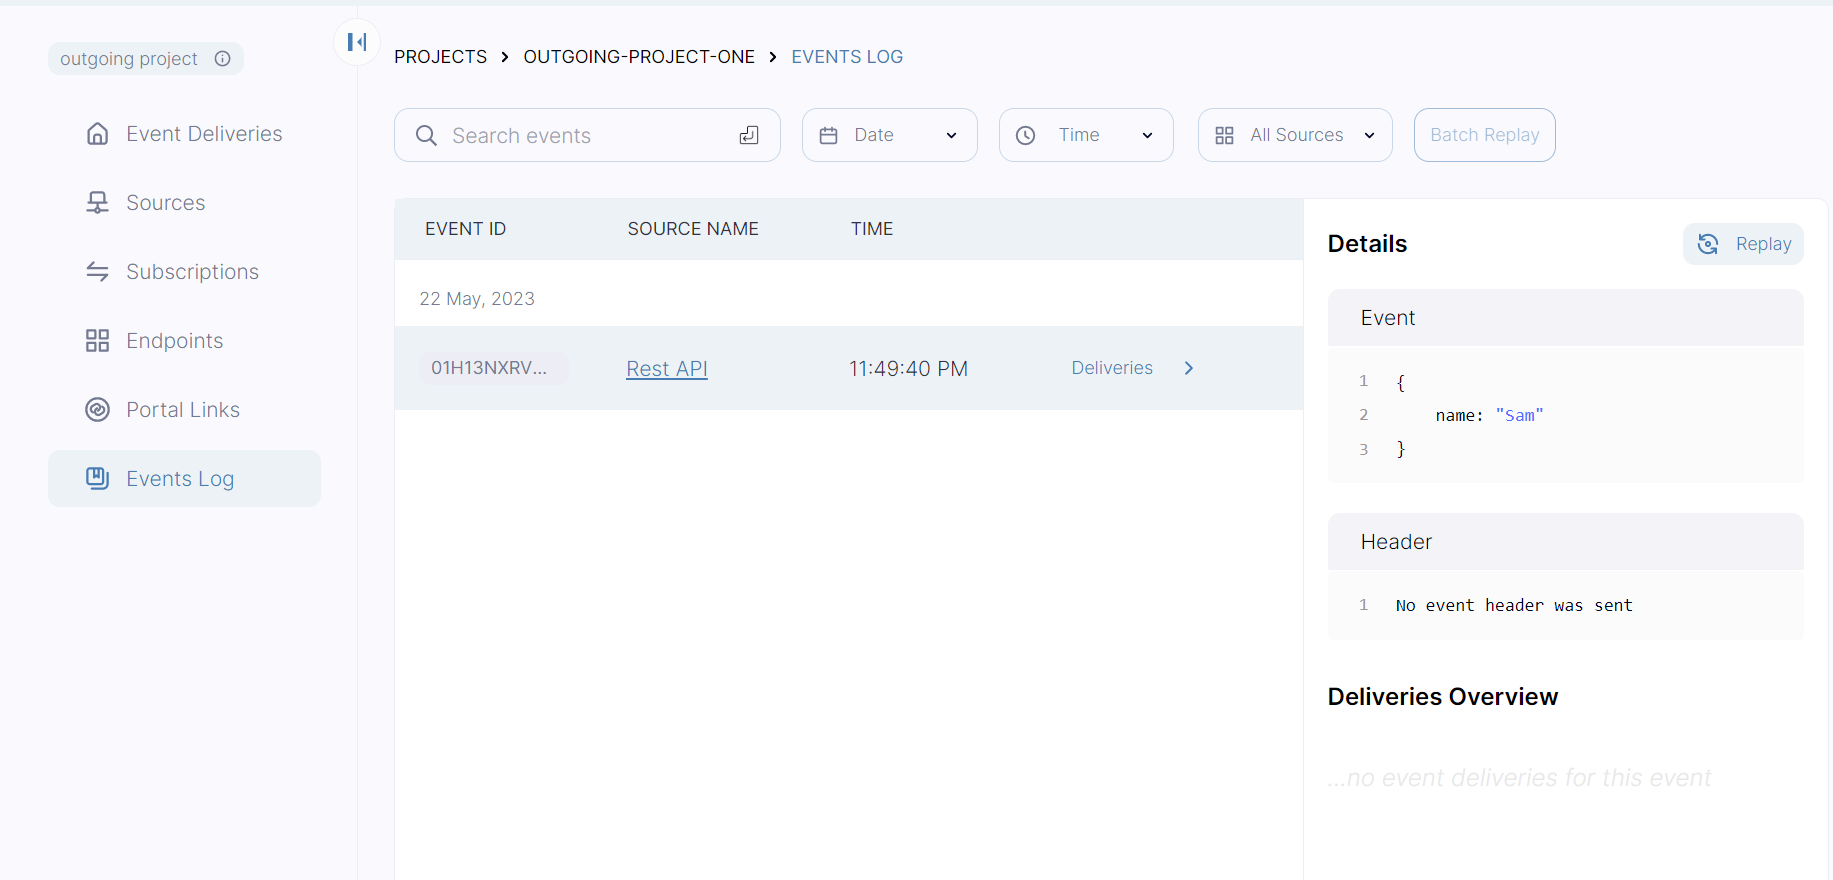 outgoing project
Event Deliveries
Sources
Subscriptions
Endpoints
Portal Links
Events Log
PROJECTS > OUTGOING-PROJECT-ONE > EVENTS LOG
Search events
Date
Time
All Sources
Batch Replay
EVENT ID SOURCE NAME TIME
22 May, 2023
01H13NXRV... Rest API 11:49:40 PM Deliveries
Details
Replay
Event
1 {
2 name: "Sam"
3 }
Header
1 No event header was sent
Deliveries Overview
...no event deliveries for this event